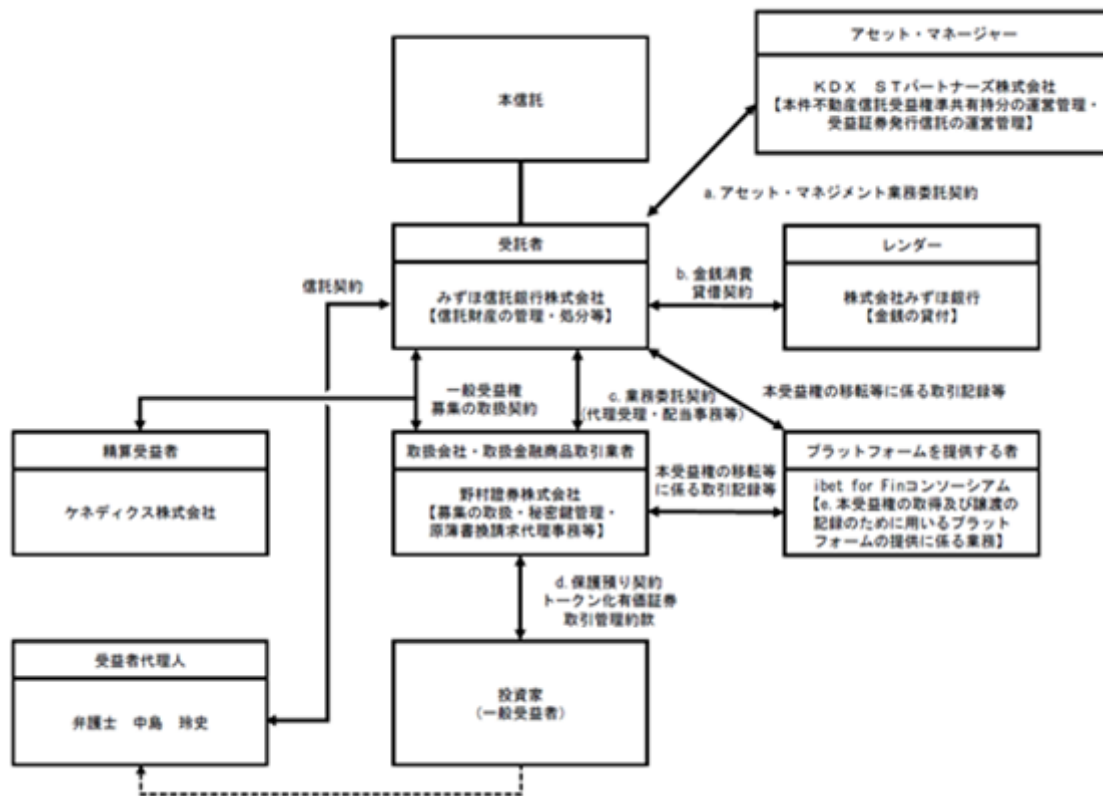 アセット・マネージャー
KDX STパートナーズ株式会社
【本件不動産信託受益権準共有持分の運営管理・
受益証券発行信託の運営管理】
本信託
a.アセット・マネジメント業務委託契約
受託者
みずほ信託銀行株式会社
【信託財産の管理・処分等】
信託契約
b.金銭消費
貸借契約
レンダー
株式会社みずほ銀行
【金銭の貸付】
一般受益権
募集の取扱契約
c.業務委託契約
(代理受理・配当事務等)
本受益権の移転等に係る取引記録等
精算受益者
ケネディクス株式会社
取扱会社・取扱金融商品取引業者
野村證券株式会社
【募集の取扱・秘密鍵管理・
原簿書換請求代理事務等】
本受益権の移転等
に係る取引記録等
プラットフォームを提供する者
ibet for Finコンソーシアム
【e.本受益権の取得及び譲渡の
記録のために用いるプラット
フォームの提供に係る業務】
d.保護預り契約
トークン化有価証券
取引管理約款
受益者代理人
弁護士 中島 玲史
投資家
(一般受益者)